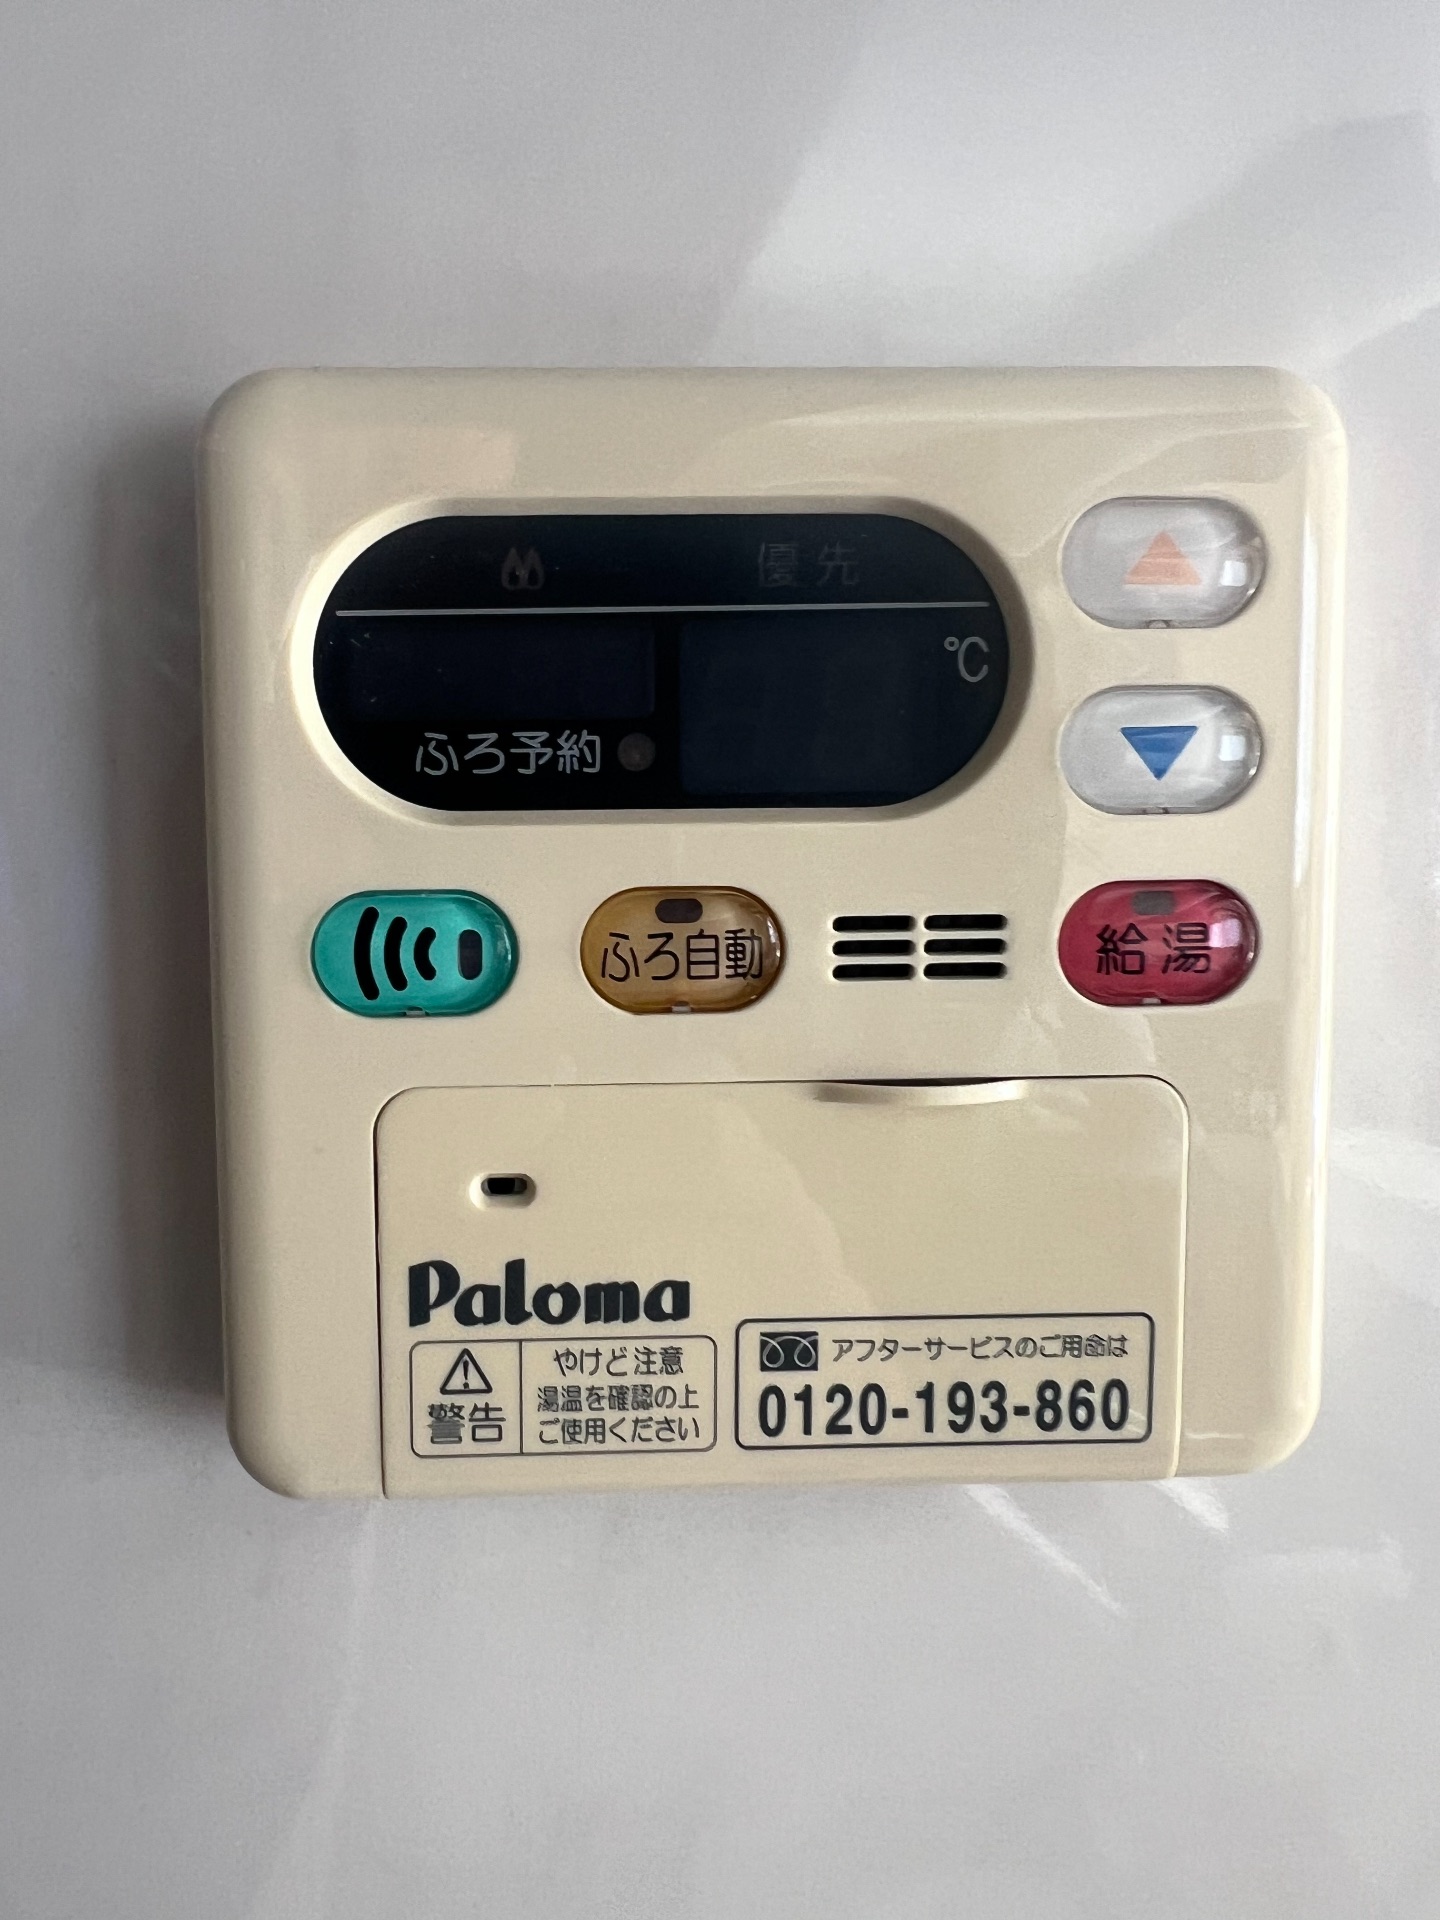 優先
℃
ふろ予約
ふろ自動
給湯
Paloma
警告
やけど注意
湯温を確認の上
ご使用ください
アフターサービスのご用命は
0120-193-860